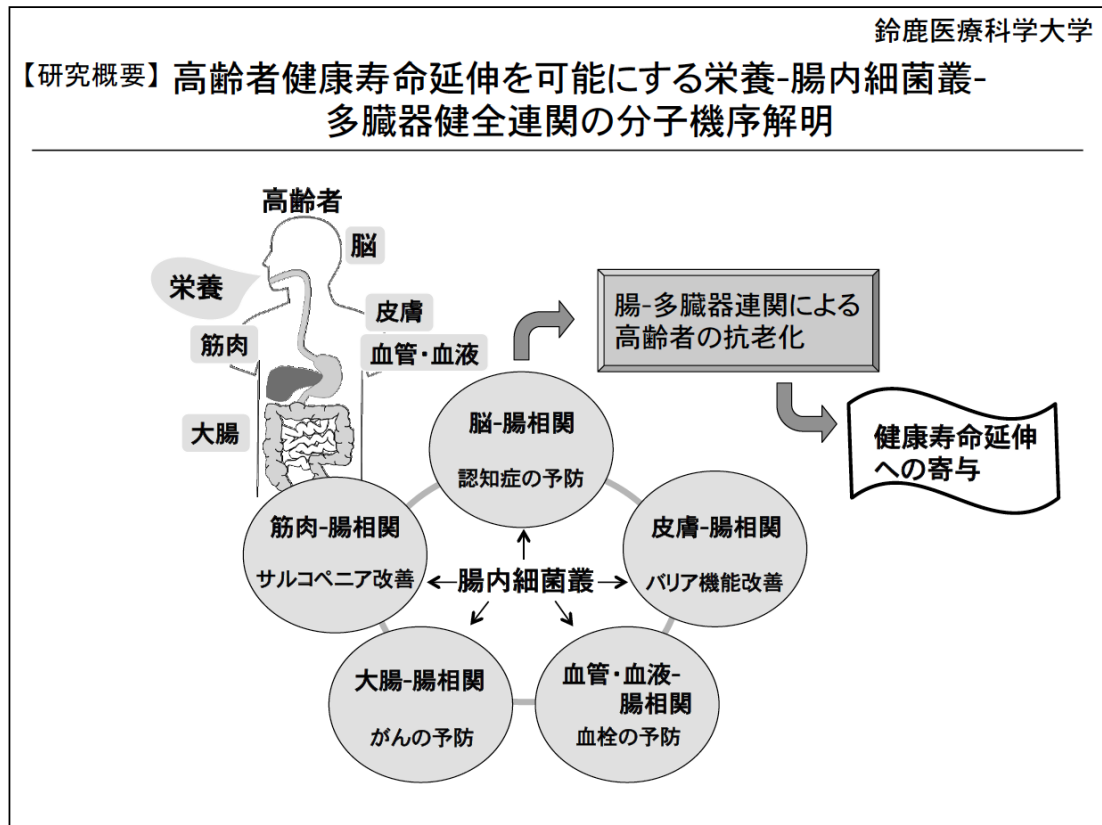 鈴鹿医療科学大学
【研究概要】高齢者健康寿命延伸を可能にする栄養-腸内細菌叢-
多臓器健全連関の分子機序解明
高齢者
脳
栄養
皮膚
筋肉
血管・血液
大腸
腸-多臓器連関による
高齢者の抗老化
健康寿命延伸
への寄与
脳-腸相関
認知症の予防
筋肉-腸相関
サルコペニア改善
腸内細菌叢
皮膚-腸相関
バリア機能改善
大腸-腸相関
がんの予防
血管・血液-
腸相関
血栓の予防